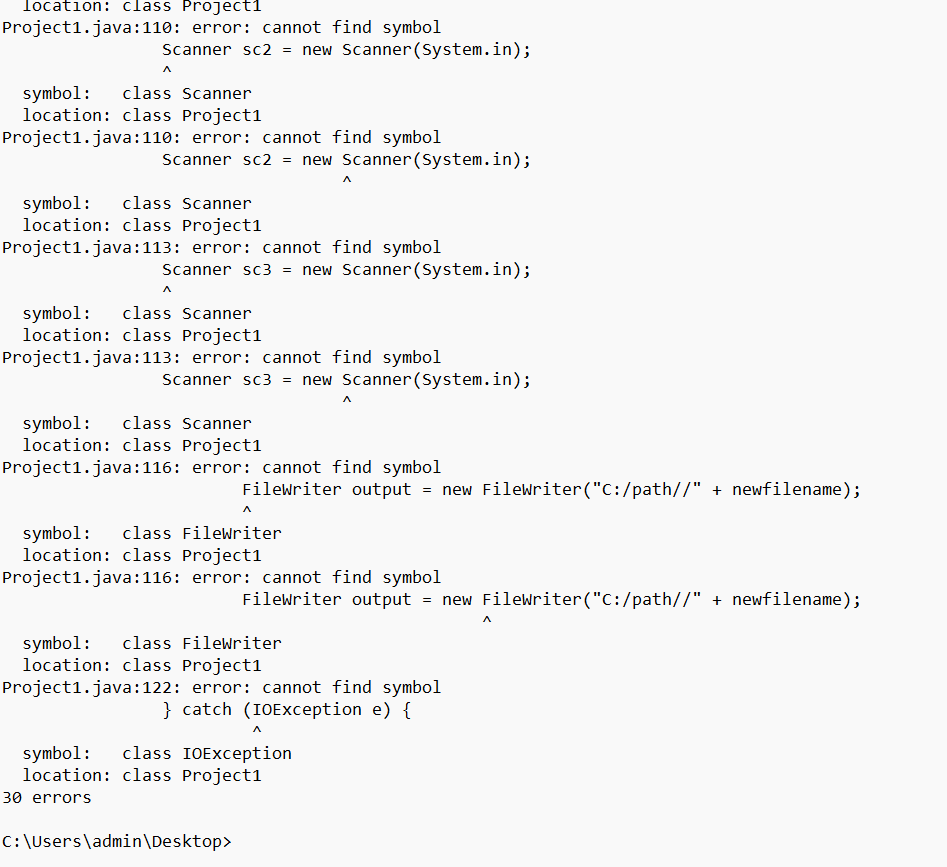 location: class Project1
Project1.java:110: error: cannot find symbol
Scanner sc2 = new Scanner(System.in);
^
symbol:   class Scanner
location: class Project1
Project1.java:110: error: cannot find symbol
Scanner sc2 = new Scanner(System.in);
^
symbol:   class Scanner
location: class Project1
Project1.java:113: error: cannot find symbol
Scanner sc3 = new Scanner(System.in);
^
symbol:   class Scanner
location: class Project1
Project1.java:113: error: cannot find symbol
Scanner sc3 = new Scanner(System.in);
^
symbol:   class Scanner
location: class Project1
Project1.java:116: error: cannot find symbol
FileWriter output = new FileWriter("C:/path//" + newfilename);
^
symbol:   class FileWriter
location: class Project1
Project1.java:116: error: cannot find symbol
FileWriter output = new FileWriter("C:/path//" + newfilename);
^
symbol:   class FileWriter
location: class Project1
Project1.java:122: error: cannot find symbol
} catch (IOException e) {
^
symbol:   class IOException
location: class Project1
30 errors
C:\Users\admin\Desktop>